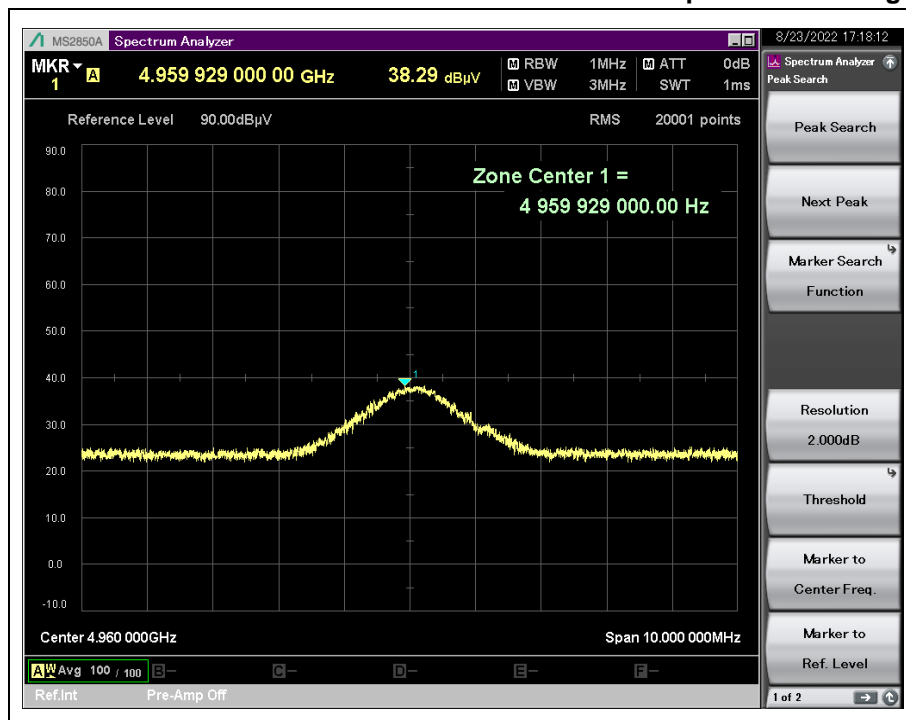 MS2850A Spectrum Analyzer
8/23/2022 17:18:12
MKR 1 A 4.959 929 000 00 GHz 38.29 dBµV
M RBW 1MHz M ATT 0dB
M VBW 3MHz SWT 1ms
Spectrum Analyzer
Peak Search
Reference Level 90.00dBµV RMS 20001 points
Zone Center 1 =
4 959 929 000.00 Hz
90.0
80.0
70.0
60.0
50.0
40.0
30.0
20.0
10.0
0.0
-10.0
1
Center 4.960 000GHz Span 10.000 000MHz
A W Avg 100 / 100 B- C- D- E- F-
Ref.Int Pre-Amp Off
Peak Search
Next Peak
Marker Search
Function
Resolution
2.000dB
Threshold
Marker to
Center Freq.
Marker to
Ref. Level
1 of 2